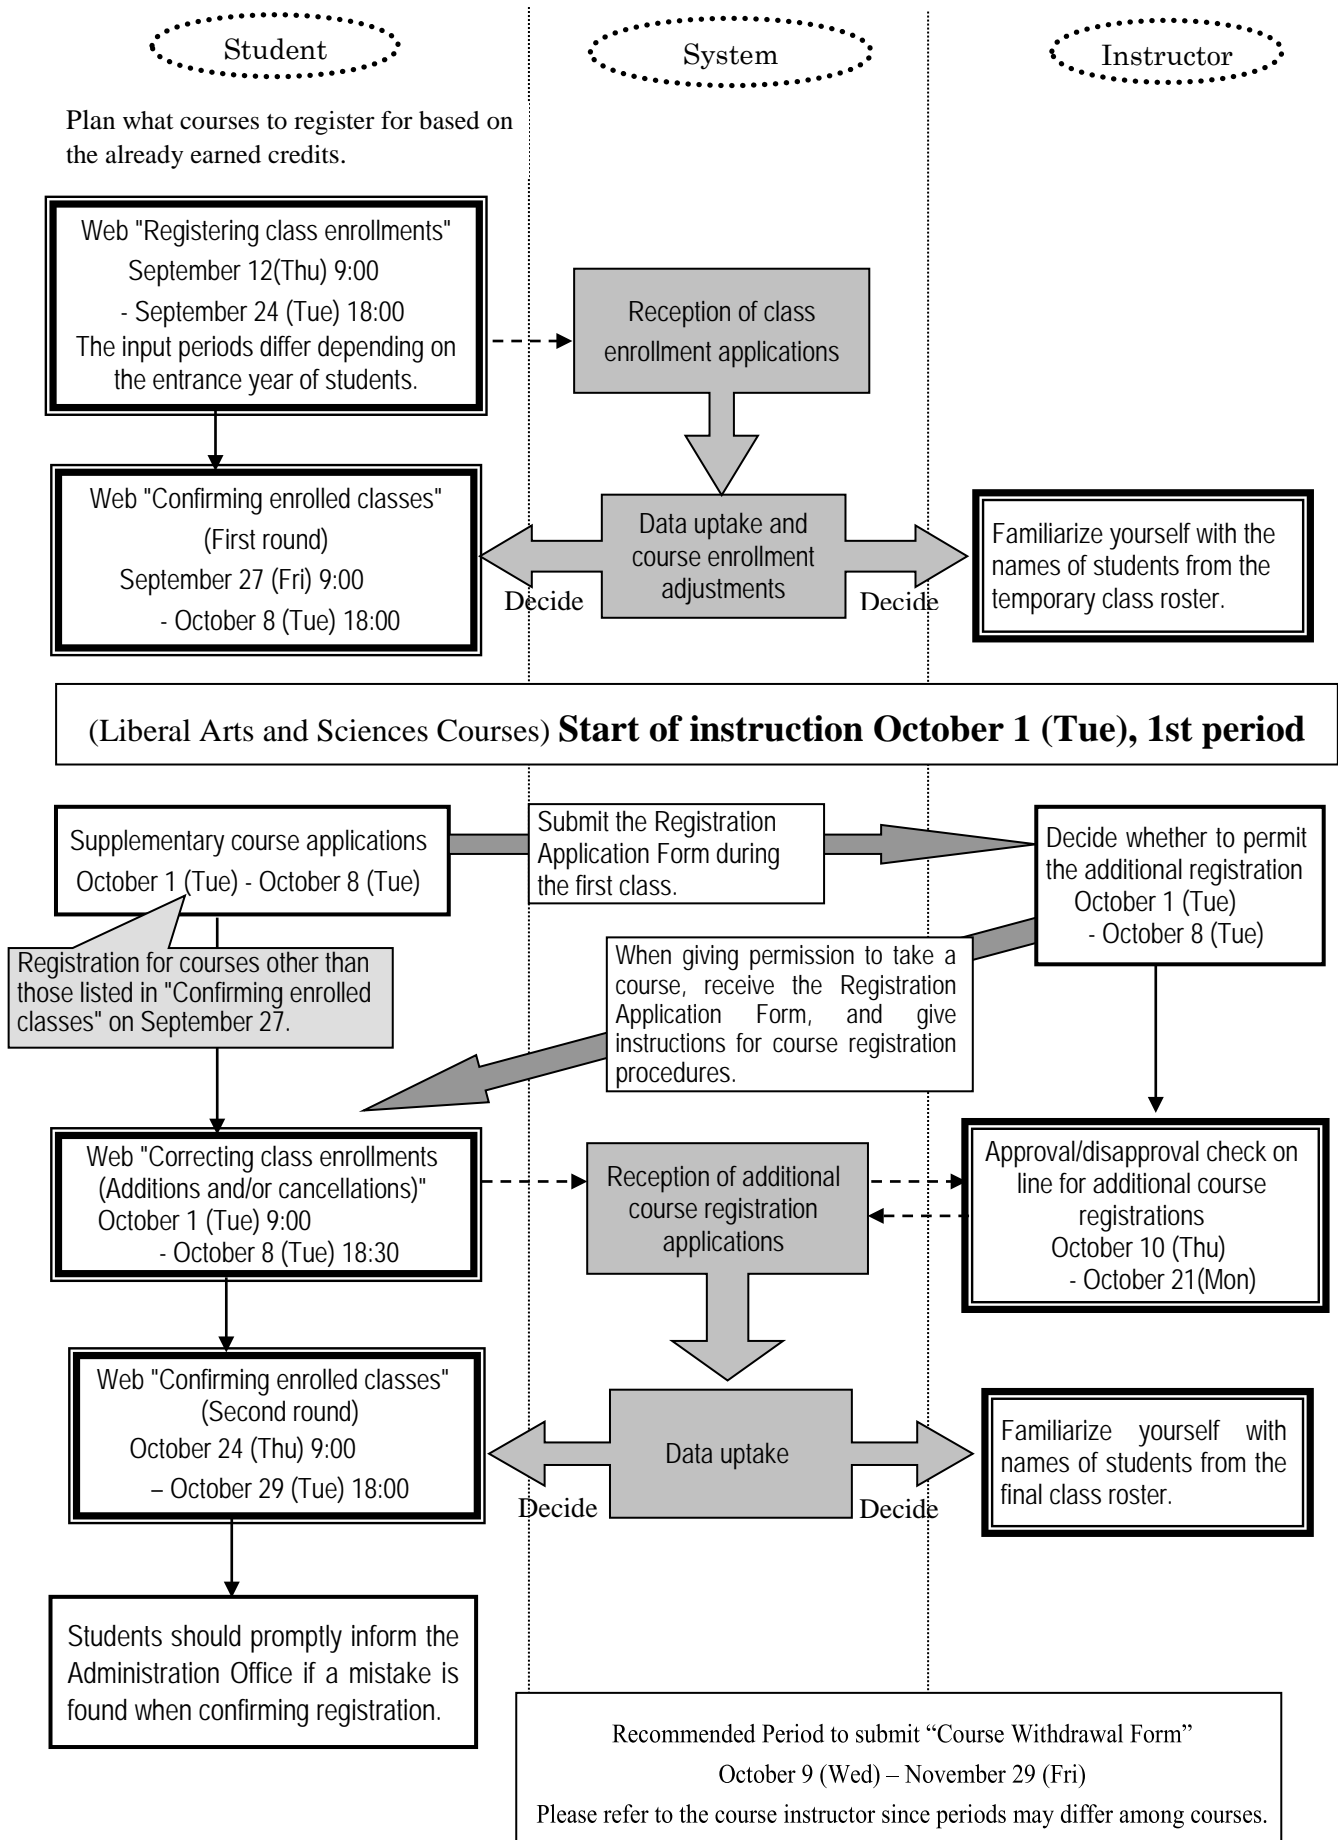 Student
System
Instructor
Plan what courses to register for based on
the already earned credits.
Web "Registering class enrollments"
September 12(Thu) 9:00
- September 24 (Tue) 18:00
The input periods differ depending on
the entrance year of students.
Reception of class
enrollment applications
Web "Confirming enrolled classes"
(First round)
September 27 (Fri) 9:00
- October 8 (Tue) 18:00
Decide
Data uptake and
course enrollment
adjustments
Decide
Familiarize yourself with the
names of students from the
temporary class roster.
(Liberal Arts and Sciences Courses) Start of instruction October 1 (Tue), 1st period
Supplementary course applications
October 1 (Tue) - October 8 (Tue)
Submit the Registration
Application Form during
the first class.
Decide whether to permit
the additional registration
October 1 (Tue)
- October 8 (Tue)
Registration for courses other than
those listed in "Confirming enrolled
classes" on September 27.
When giving permission to take a
course, receive the Registration
Application Form, and give
instructions for course registration
procedures.
Web "Correcting class enrollments
(Additions and/or cancellations)"
October 1 (Tue) 9:00
- October 8 (Tue) 18:30
Reception of additional
course registration
applications
Approval/disapproval check on
line for additional course
registrations
October 10 (Thu)
- October 21(Mon)
Web "Confirming enrolled classes"
(Second round)
October 24 (Thu) 9:00
– October 29 (Tue) 18:00
Decide
Data uptake
Decide
Familiarize yourself with
names of students from the
final class roster.
Students should promptly inform the
Administration Office if a mistake is
found when confirming registration.
Recommended Period to submit “Course Withdrawal Form”
October 9 (Wed) – November 29 (Fri)
Please refer to the course instructor since periods may differ among courses.